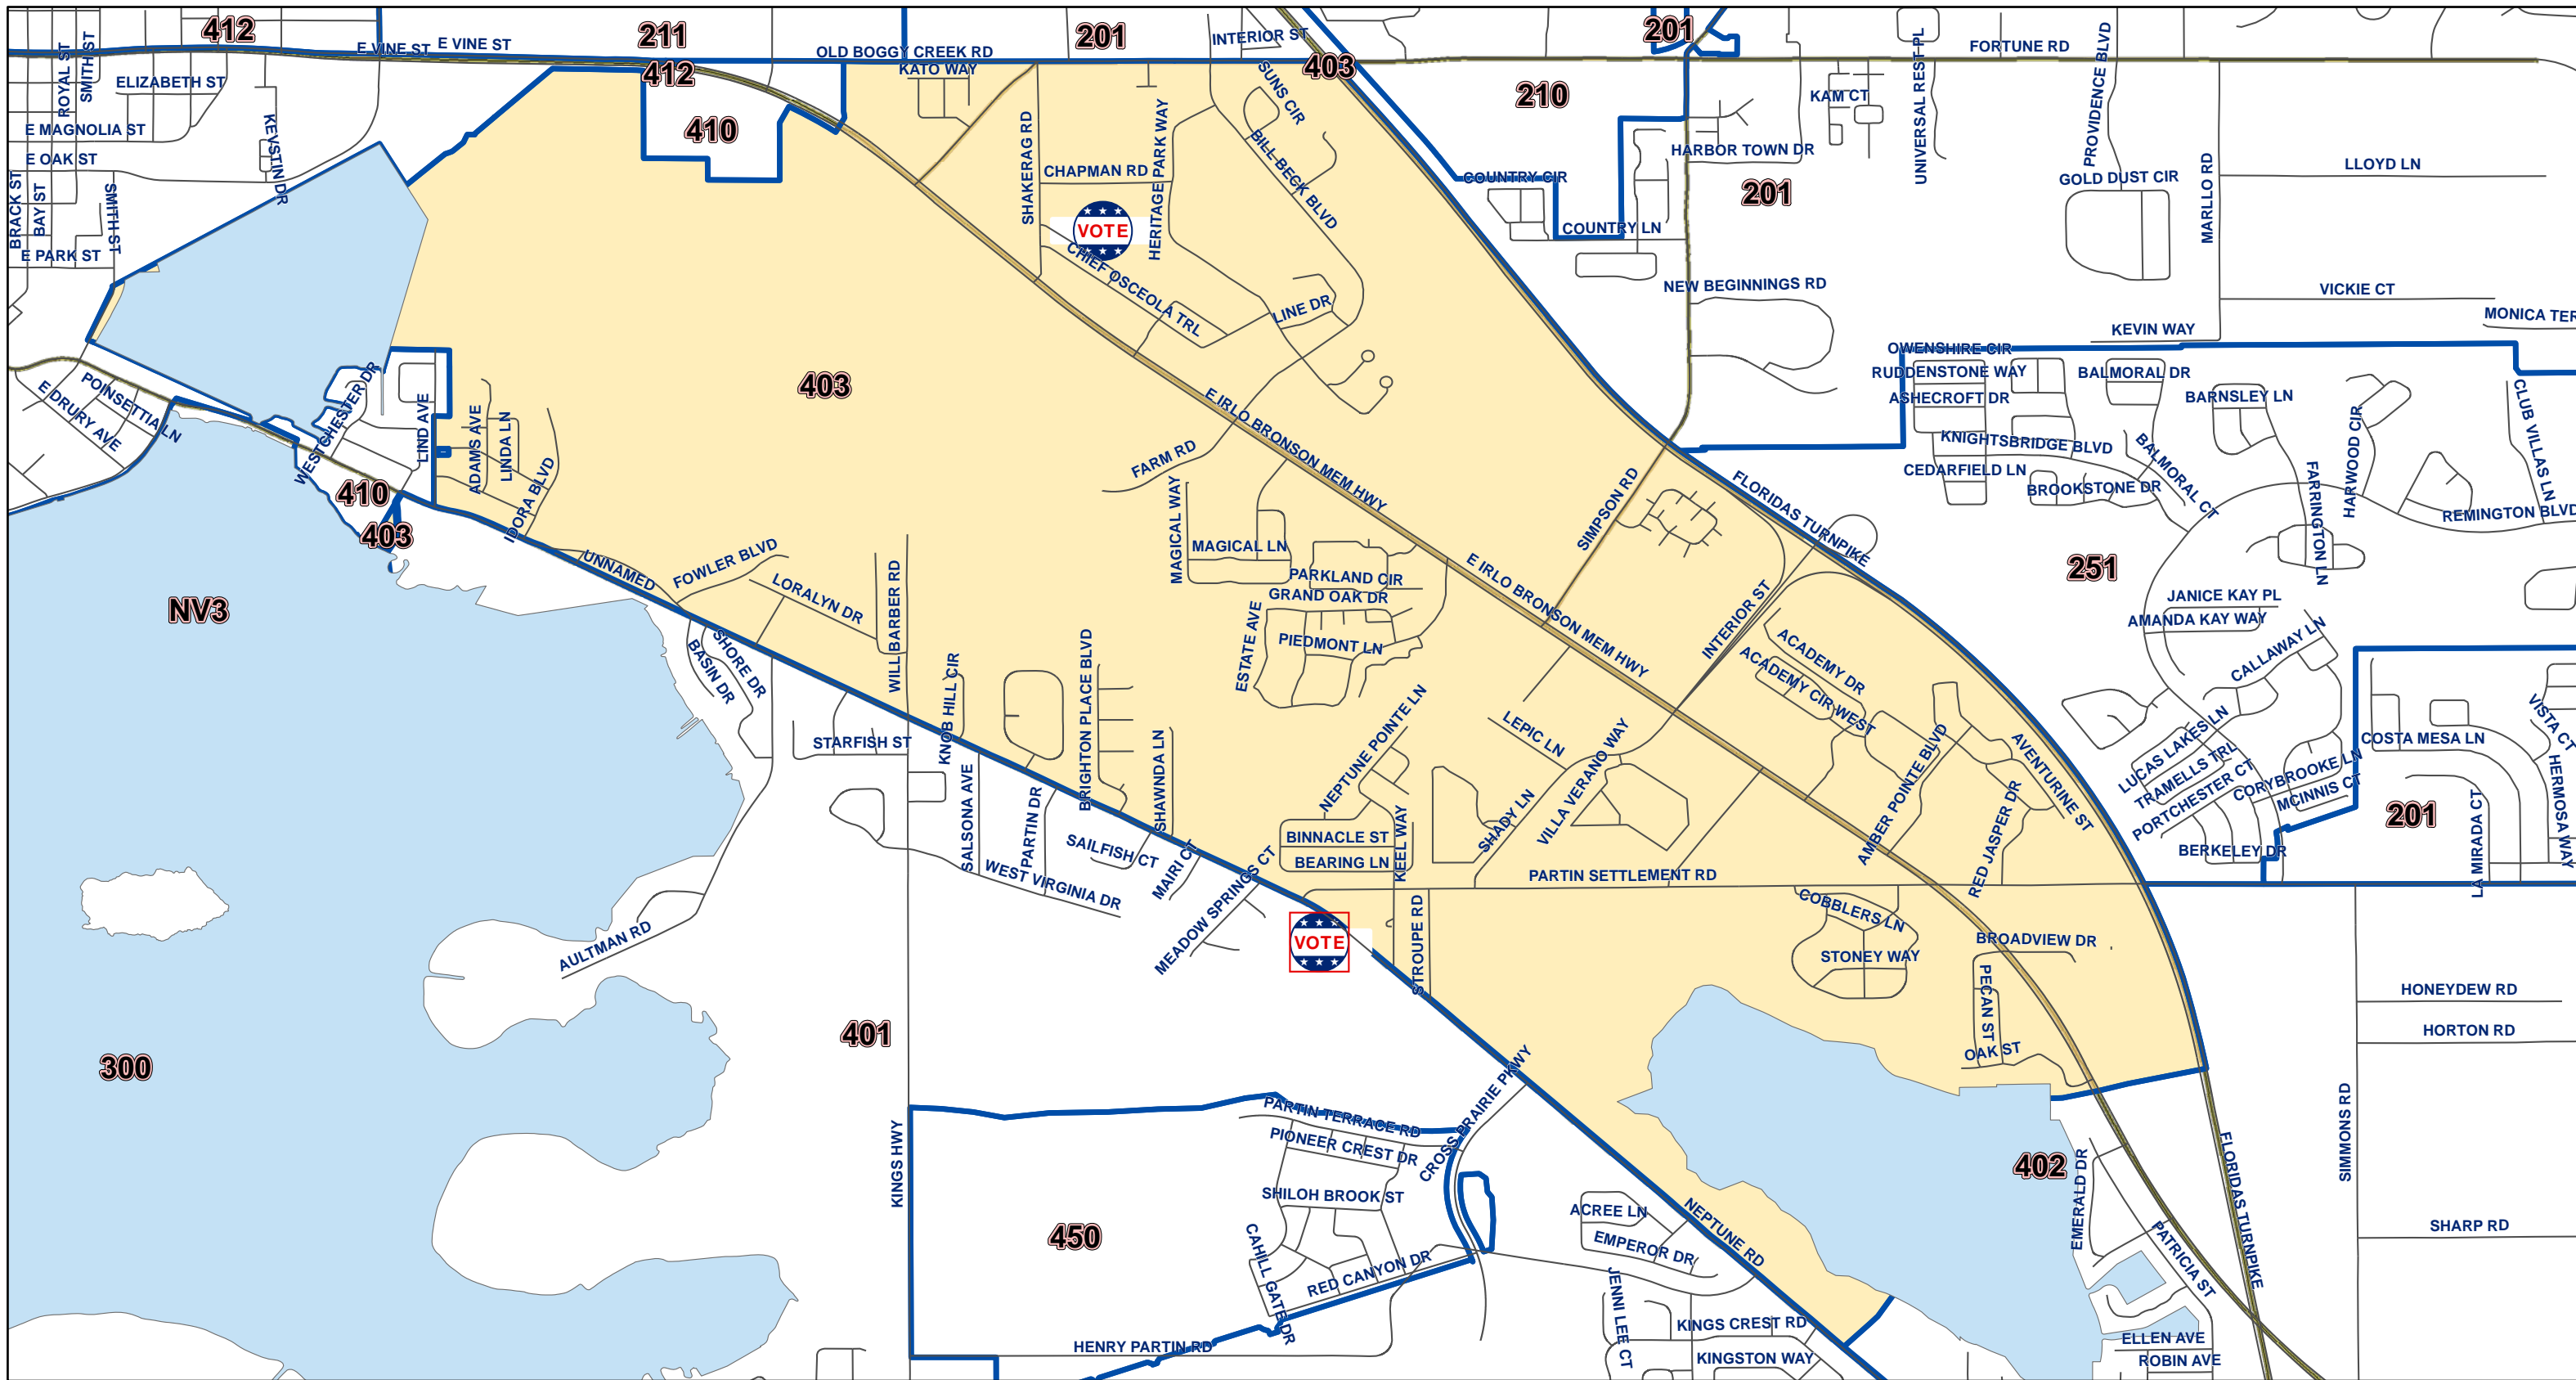 412
211
201
201
E VINE ST
E VINE ST
OLD BOGGY CREEK RD
INTERIOR ST
FORTUNE RD
ROYAL ST
SMITH ST
ELIZABETH ST
412
KATO WAY
403
SUNS CIR
210
KAM CT
UNIVERSAL REST PL
PROVIDENCE BLVD
E MAGNOLIA ST
KEYSTIN DR
410
SHAKERAG RD
HERITAGE PARK WAY
BILL BECK BLVD
HARBOR TOWN DR
E OAK ST
CHAPMAN RD
COUNTRY CIR
201
GOLD DUST CIR
MARLLO RD
LLOYD LN
BRACK ST
BAY ST
SMITH ST
VOTE
COUNTRY LN
E PARK ST
CHIEF OSCEOLA TRL
LINE DR
NEW BEGINNINGS RD
VICKIE CT
MONICA TER
KEVIN WAY
OWENSHIRE CIR
RUDDENSTONE WAY
BALMORAL DR
ASHECROFT DR
BARNSLEY LN
403
POINSETTIA LN
E DRURY AVE
WESTCHESTER DR
LIND AVE
ADAMS AVE
LINDA LN
IDORA BLVD
E IRLO BRONSON MEM HWY
FARM RD
KNIGHTSBRIDGE BLVD
BALMORAL CT
HARWOOD CIR
CLUB VILLAS LN
CEDARFIELD LN
BROOKSTONE DR
FARRINGTON LN
REMINGTON BLVD
410
403
MAGICAL WAY
SIMPSON RD
FLORIDAS TURNPIKE
UNNAMED
FOWLER BLVD
MAGICAL LN
E IRLO BRONSON MEM HWY
251
NV3
LORALYN DR
WILL BARBER RD
PARKLAND CIR
GRAND OAK DR
INTERIOR ST
JANICE KAY PL
AMANDA KAY WAY
BASIN DR
SHORE DR
ESTATE AVE
PIEDMONT LN
ACADEMY DR
ACADEMY CIR WEST
CALLAWAY LN
KNOB HILL CIR
BRIGHTON PLACE BLVD
NEPTUNE POINTE LN
LEPIC LN
STARFISH ST
SHAWNDA LN
VILLA VERANO WAY
AMBER POINTE BLVD
AVENTURINE ST
LUCAS LAKES LN
TRAMELLS TRL
PORTCHESTER CT
CORYBROOKE LN
MCINNIS CT
COSTA MESA LN
VISTA CT
HERMOSA WAY
SALSONA AVE
PARTIN DR
SAILFISH CT
MAIRI CT
BINNACLE ST
BEARING LN
KEEL WAY
SHADY LN
RED JASPER DR
BERKELEY DR
201
LA MIRADA CT
WEST VIRGINIA DR
MEADOW SPRINGS CT
PARTIN SETTLEMENT RD
AULTMAN RD
VOTE
STROUPE RD
COBBLERS LN
STONEY WAY
BROADVIEW DR
PECAN ST
OAK ST
HONEYDEW RD
HORTON RD
300
401
CROSS PRAIRIE PKWY
PARTIN TERRACE RD
PIONEER CREST DR
KINGS HWY
SHILOH BROOK ST
402
EMERALD DR
FLORIDAS TURNPIKE
SIMMONS RD
450
CAHILL GATE DR
RED CANYON DR
ACREE LN
EMPEROR DR
NEPTUNE RD
PATRICIA ST
SHARP RD
JENNI LEE CT
KINGS CREST RD
ELLEN AVE
HENRY PARTIN RD
KINGSTON WAY
ROBIN AVE